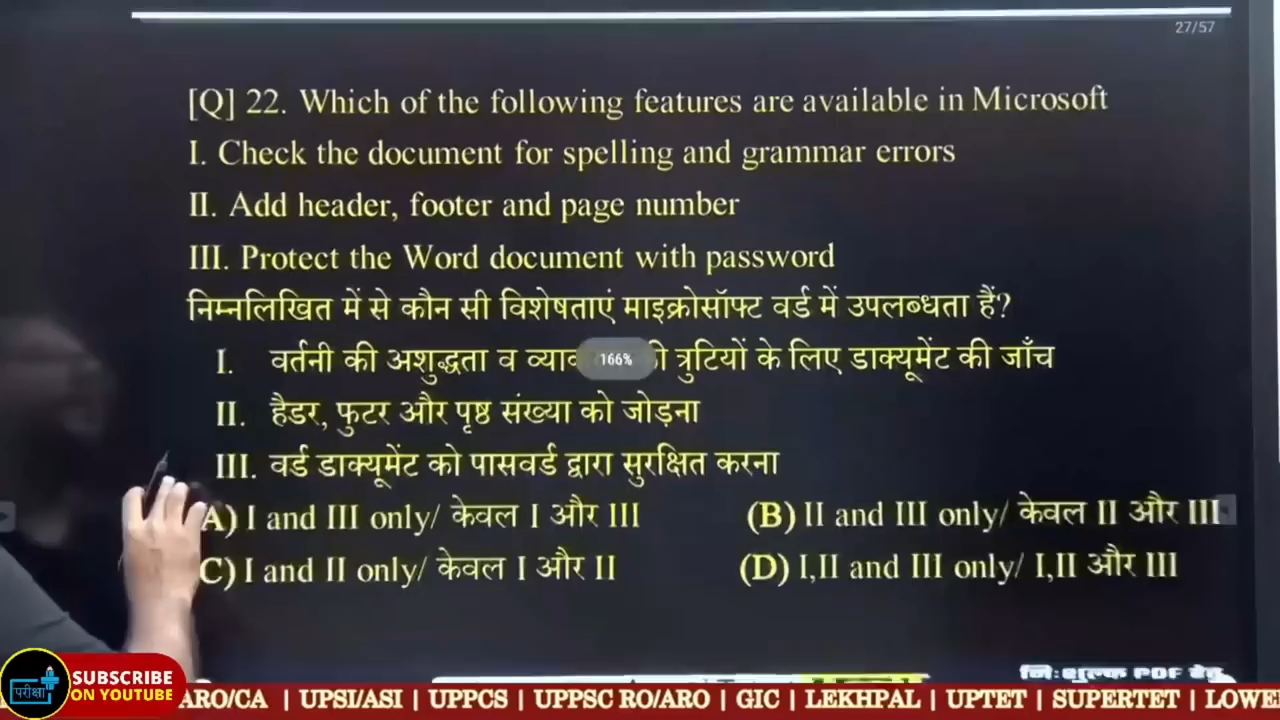 27/57
[Q] 22. Which of the following features are available in Microsoft
I. Check the document for spelling and grammar errors
II. Add header, footer and page number
III. Protect the Word document with password
निम्नलिखित में से कौन सी विशेषताएं माइक्रोसॉफ्ट वर्ड में उपलब्धता हैं?
I. वर्तनी की अशुद्धता व 166% त्रुटियों के लिए डाक्यूमेंट की जाँच
II. हैडर, फुटर और पृष्ठ संख्या को जोड़ना
III. वर्ड डाक्यूमेंट को पासवर्ड द्वारा सुरक्षित करना
A) I and III only/ केवल I और III (B) II and III only/ केवल II और III
C) I and II only/ केवल I और II (D) I,II and III only/ I,II और III
निःशुल्क PDF हेतु
परीक्षा SUBSCRIBE
ON YOUTUBE
ARO/CA | UPSI/ASI | UPPCS | UPPSC RO/ARO | GIC | LEKHPAL | UPTET | SUPERTET | LOWE